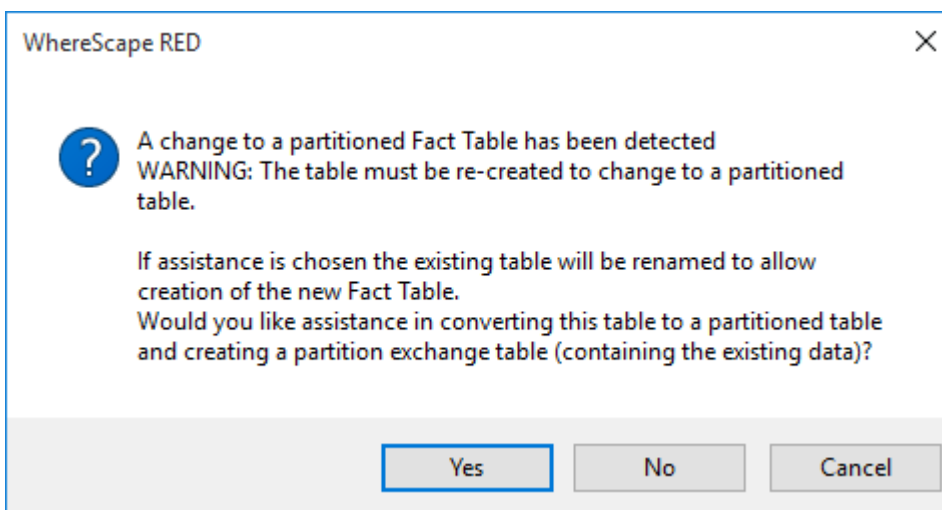 WhereScape RED
A change to a partitioned Fact Table has been detected
WARNING: The table must be re-created to change to a partitioned
table.
If assistance is chosen the existing table will be renamed to allow
creation of the new Fact Table.
Would you like assistance in converting this table to a partitioned table
and creating a partition exchange table (containing the existing data)?
Yes No Cancel